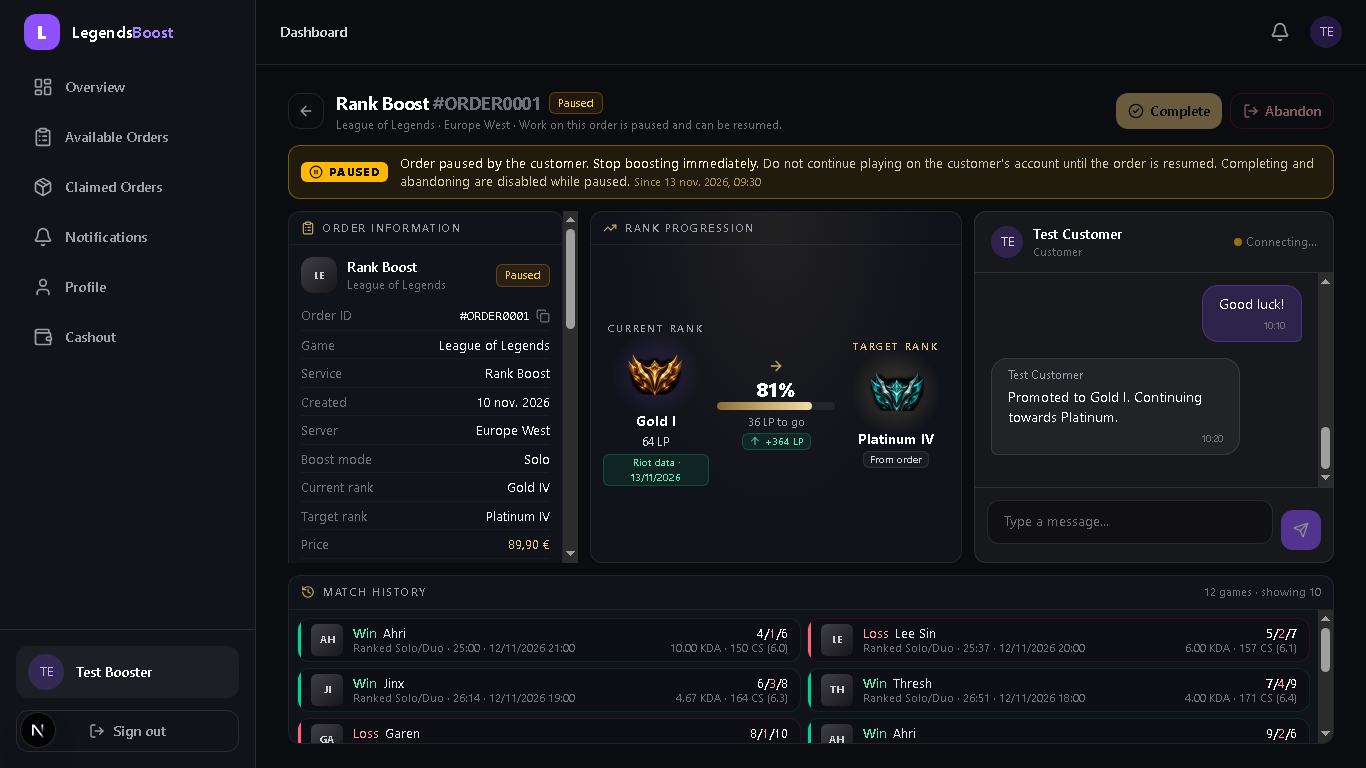 L LegendsBoost
Overview
Available Orders
Claimed Orders
Notifications
Profile
Cashout
TE Test Booster
N Sign out
Dashboard
TE
Rank Boost #ORDER0001 Paused
League of Legends · Europe West · Work on this order is paused and can be resumed.
Complete
Abandon
PAUSED
Order paused by the customer. Stop boosting immediately. Do not continue playing on the customer's account until the order is resumed. Completing and
abandoning are disabled while paused. Since 13 nov. 2026, 09:30
ORDER INFORMATION
LE Rank Boost Paused
League of Legends
Order ID #ORDER0001
Game League of Legends
Service Rank Boost
Created 10 nov. 2026
Server Europe West
Boost mode Solo
Current rank Gold IV
Target rank Platinum IV
Price 89,90 €
RANK PROGRESSION
CURRENT RANK
Gold I
64 LP
Riot data ·
13/11/2026
→
81%
36 LP to go
↑ +364 LP
TARGET RANK
Platinum IV
From order
TE Test Customer
Customer
Connecting...
Good luck!
10:10
Test Customer
Promoted to Gold I. Continuing
towards Platinum.
10:20
Type a message...
MATCH HISTORY
12 games · showing 10
AH Win Ahri 4/1/6
Ranked Solo/Duo · 25:00 · 12/11/2026 21:00 10.00 KDA · 150 CS (6.0)
LE Loss Lee Sin 5/2/7
Ranked Solo/Duo · 25:37 · 12/11/2026 20:00 6.00 KDA · 157 CS (6.1)
JI Win Jinx 6/3/8
Ranked Solo/Duo · 26:14 · 12/11/2026 19:00 4.67 KDA · 164 CS (6.3)
TH Win Thresh 7/4/9
Ranked Solo/Duo · 26:51 · 12/11/2026 18:00 4.00 KDA · 171 CS (6.4)
GA Loss Garen 8/1/10
AH Win Ahri 9/2/6